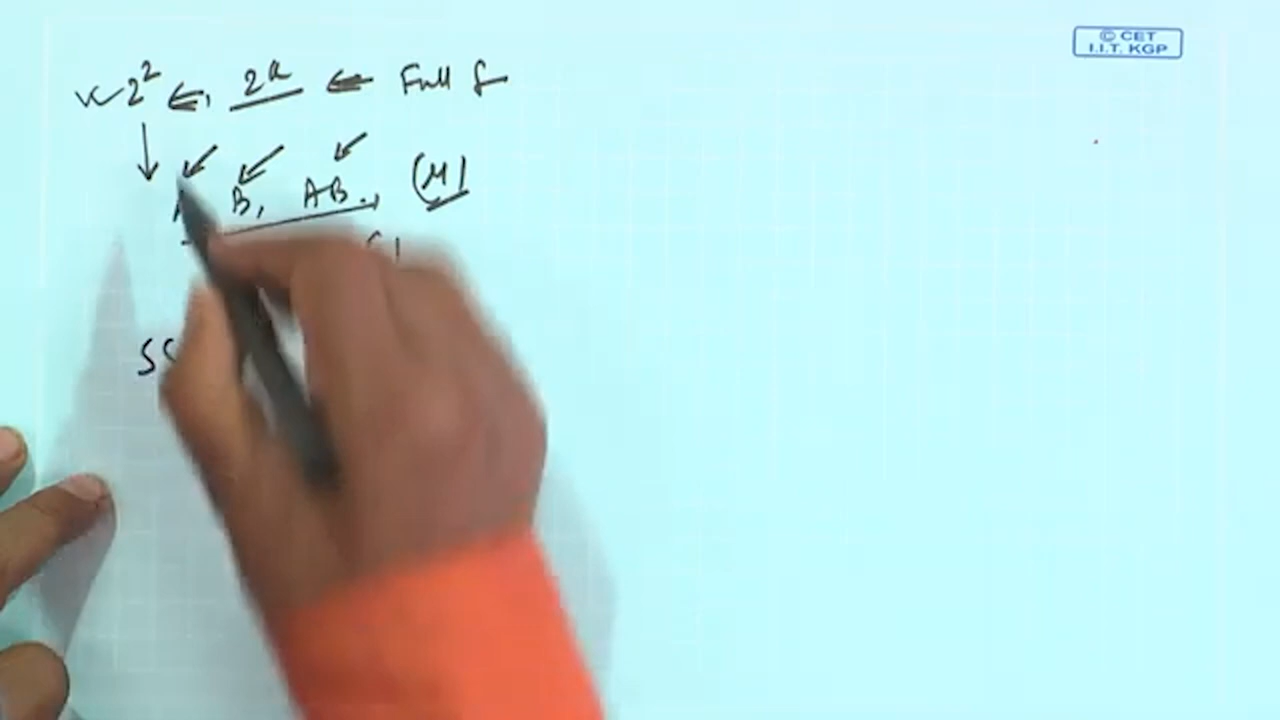 © CET
I.I.T. KGP
2² ⇐, 2ᵏ ← Full f
B, AB., (M)
SS